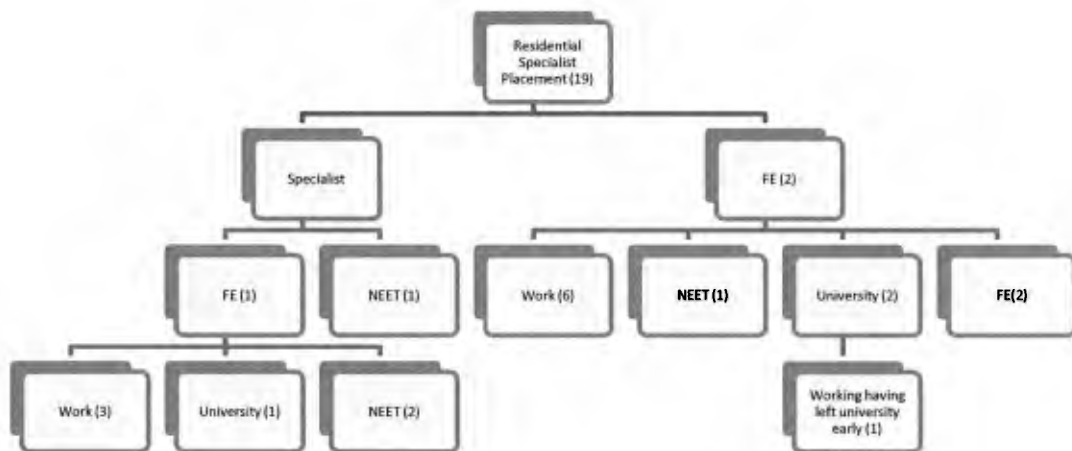 Residential
Specialist
Placement (19)
Specialist
FE (2)
FE (1)
NEET (1)
Work (6)
NEET (1)
University (2)
FE(2)
Work (3)
University (1)
NEET (2)
Working having
left university
early (1)